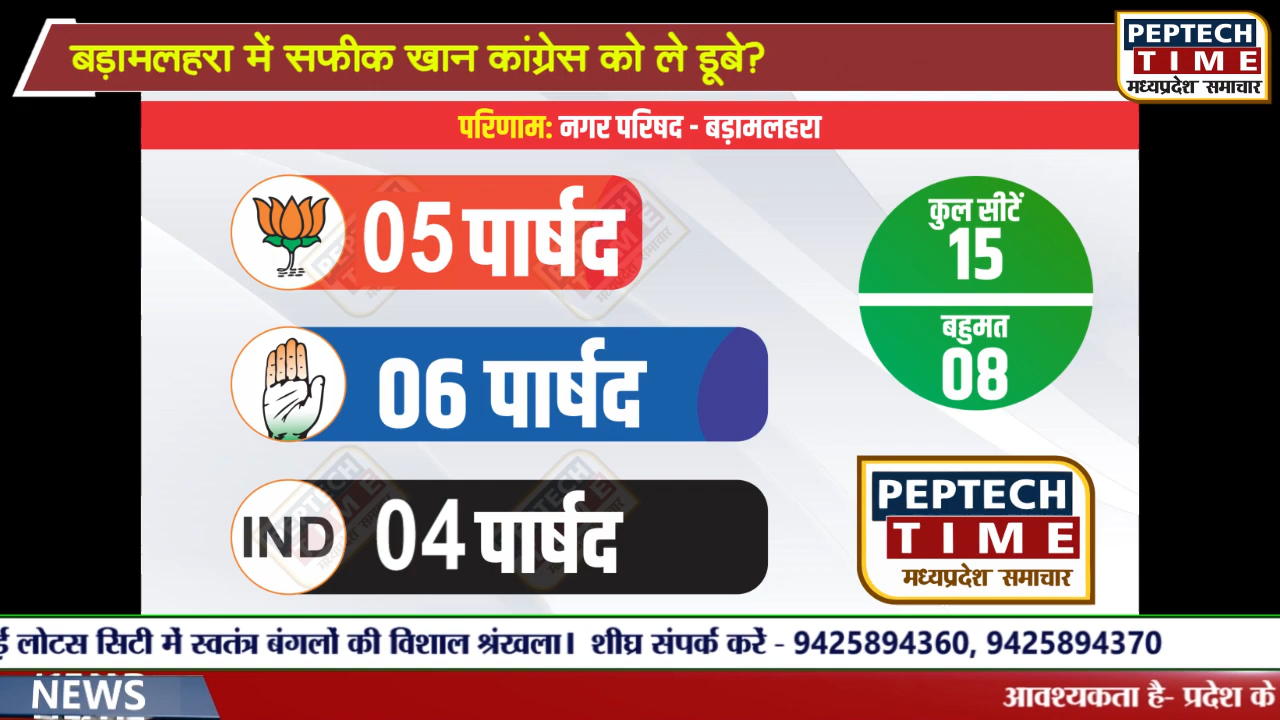 बड़ामलहरा में सफीक खान कांग्रेस को ले डूबे?
PEPTECH
TIME
मध्यप्रदेश समाचार
परिणाम: नगर परिषद - बड़ामलहरा
05 पार्षद
कुल सीटें
15
बहुमत
08
06 पार्षद
IND 04 पार्षद
PEPTECH
TIME
मध्यप्रदेश समाचार
ई लोटस सिटी में स्वतंत्र बंगलों की विशाल श्रंखला। शीघ्र संपर्क करें - 9425894360, 9425894370
NEWS
आवश्यकता है- प्रदेश के